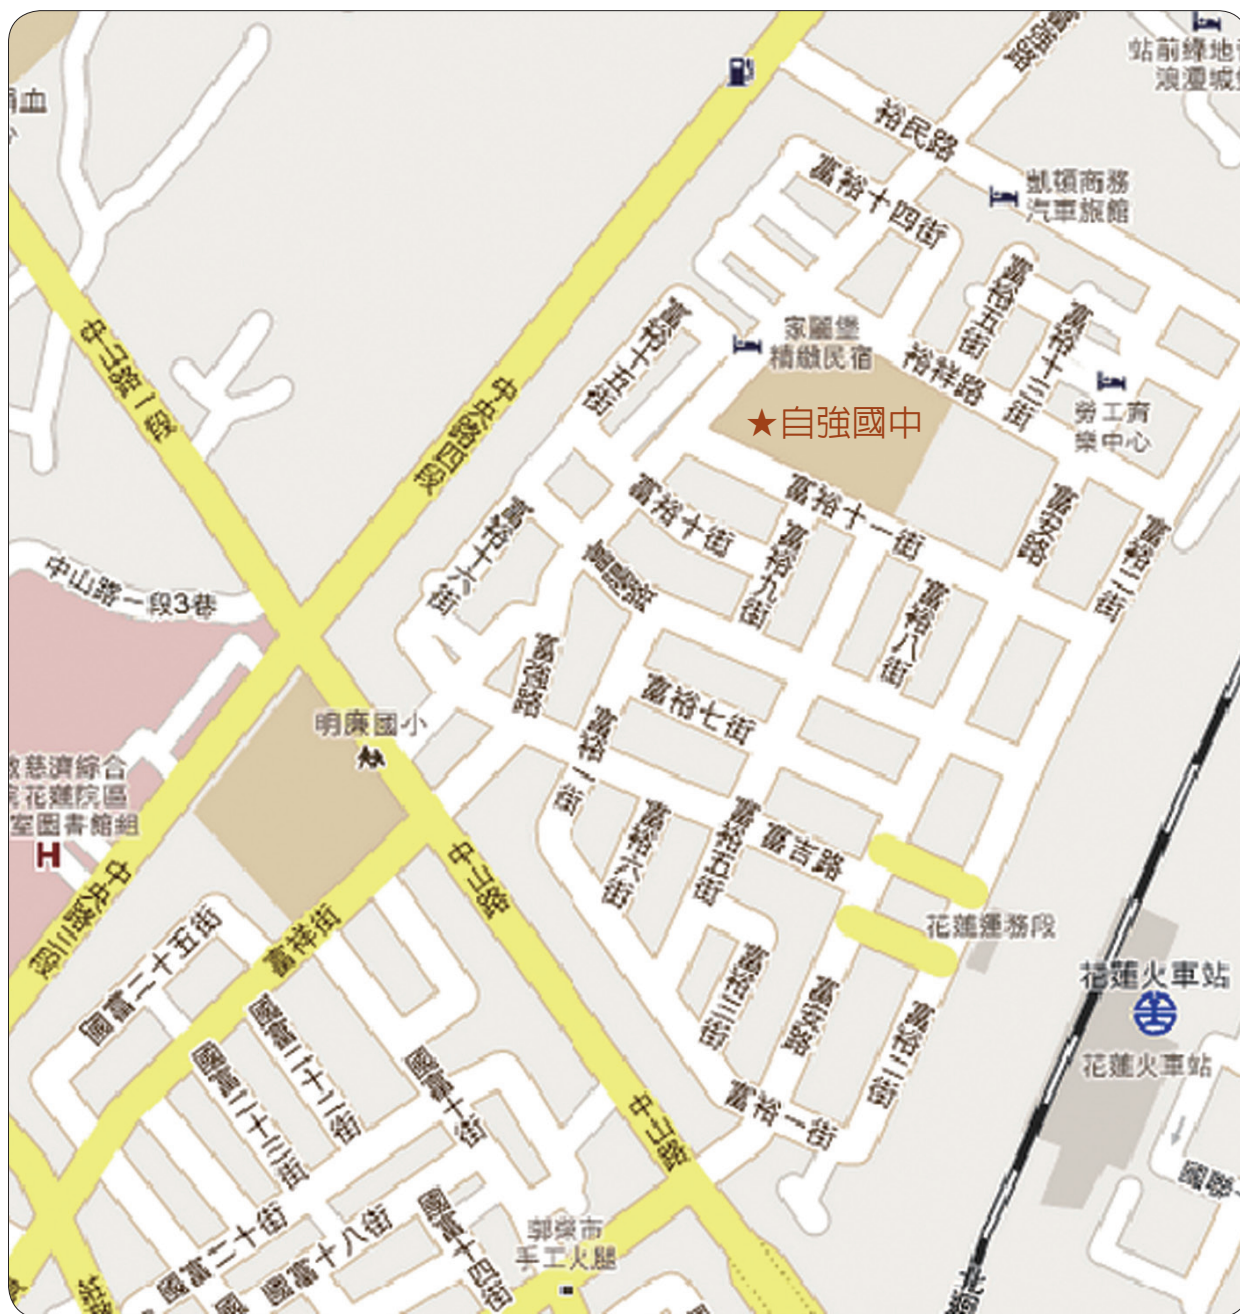 裕民路
站前綠地
浪漫城
富裕十四街
凱頓商務
汽車旅館
富裕五街
富裕十三街
富裕十五街
家麗堡
精緻民宿
裕祥路
勞工育
樂中心
中山路一段
中央路四段
★自強國中
富裕十一街
富裕十街
富裕九街
富安路
富裕二街
富裕十六街
富裕八街
中山路一段3巷
富強路
富裕七街
明廉國小
富裕一街
慈濟綜合
花蓮院區
室圖書館組
H
中央路三段
中山路
富裕六街
富裕五街
富吉路
花蓮運務段
富祥街
國富二十五街
富裕三街
富安路
富裕二街
花蓮火車站
花蓮火車站
國富二十二街
國富二十三街
國富十街
富裕一街
中山路
國聯
國富二十街
國富十八街
國富十四街
郭榮市
手工火腿
國富